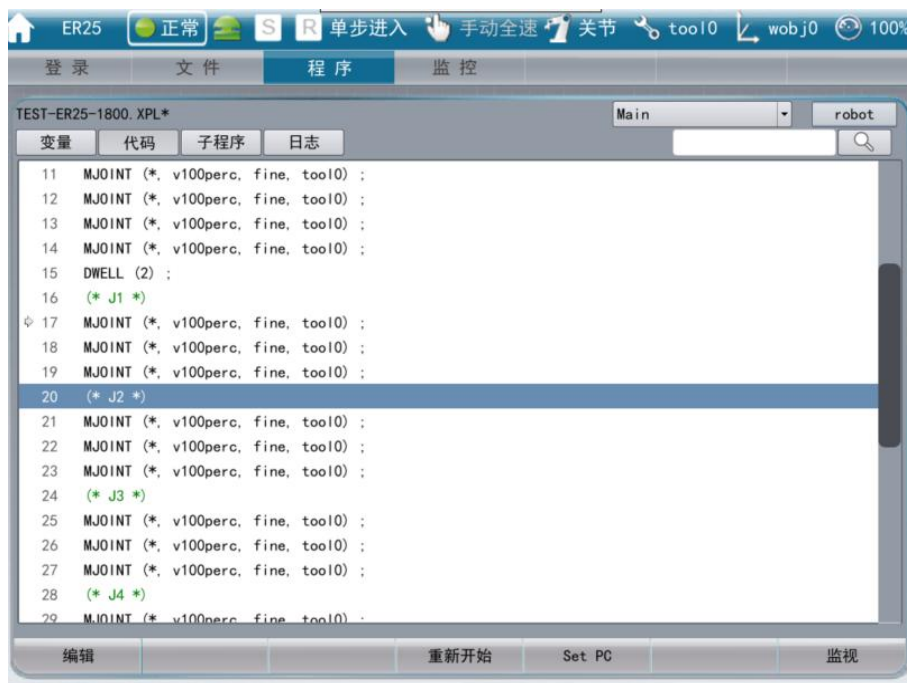 ER25 正常 S R 单步进入 手动全速 关节 tool0 wobj0 100%
登录 文件 程序 监控
TEST-ER25-1800.XPL* Main robot
变量 代码 子程序 日志
11 MJOINT (*, v100perc, fine, tool0) ;
12 MJOINT (*, v100perc, fine, tool0) ;
13 MJOINT (*, v100perc, fine, tool0) ;
14 MJOINT (*, v100perc, fine, tool0) ;
15 DWELL (2) ;
16 (* J1 *)
17 MJOINT (*, v100perc, fine, tool0) ;
18 MJOINT (*, v100perc, fine, tool0) ;
19 MJOINT (*, v100perc, fine, tool0) ;
20 (* J2 *)
21 MJOINT (*, v100perc, fine, tool0) ;
22 MJOINT (*, v100perc, fine, tool0) ;
23 MJOINT (*, v100perc, fine, tool0) ;
24 (* J3 *)
25 MJOINT (*, v100perc, fine, tool0) ;
26 MJOINT (*, v100perc, fine, tool0) ;
27 MJOINT (*, v100perc, fine, tool0) ;
28 (* J4 *)
29 MJOINT (*, v100perc, fine, tool0) ;
编辑 重新开始 Set PC 监视